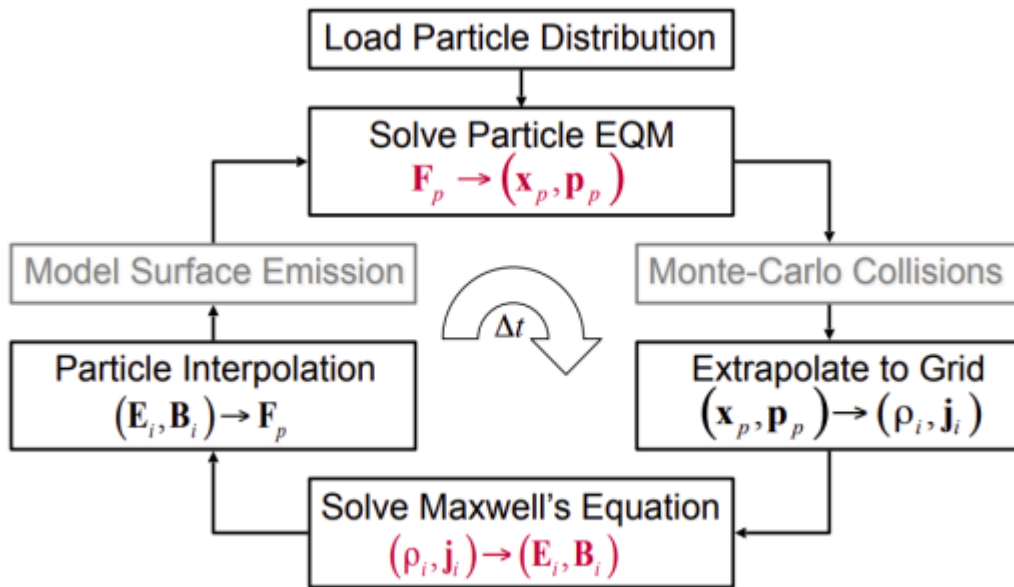 Load Particle Distribution
Solve Particle EQM
F_p → (x_p, p_p)
Model Surface Emission
Monte-Carlo Collisions
Δt
Particle Interpolation
(E_i, B_i) → F_p
Extrapolate to Grid
(x_p, p_p) → (ρ_i, j_i)
Solve Maxwell's Equation
(ρ_i, j_i) → (E_i, B_i)